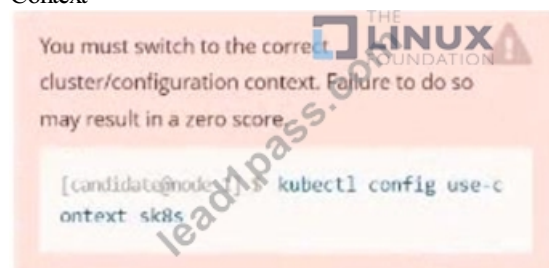 Context
THE
LINUX
FOUNDATION
You must switch to the correct
cluster/configuration context. Failure to do so
may result in a zero score.
[candidate@node-1] $ kubectl config use-c
ontext sk8s
lead1pass.com